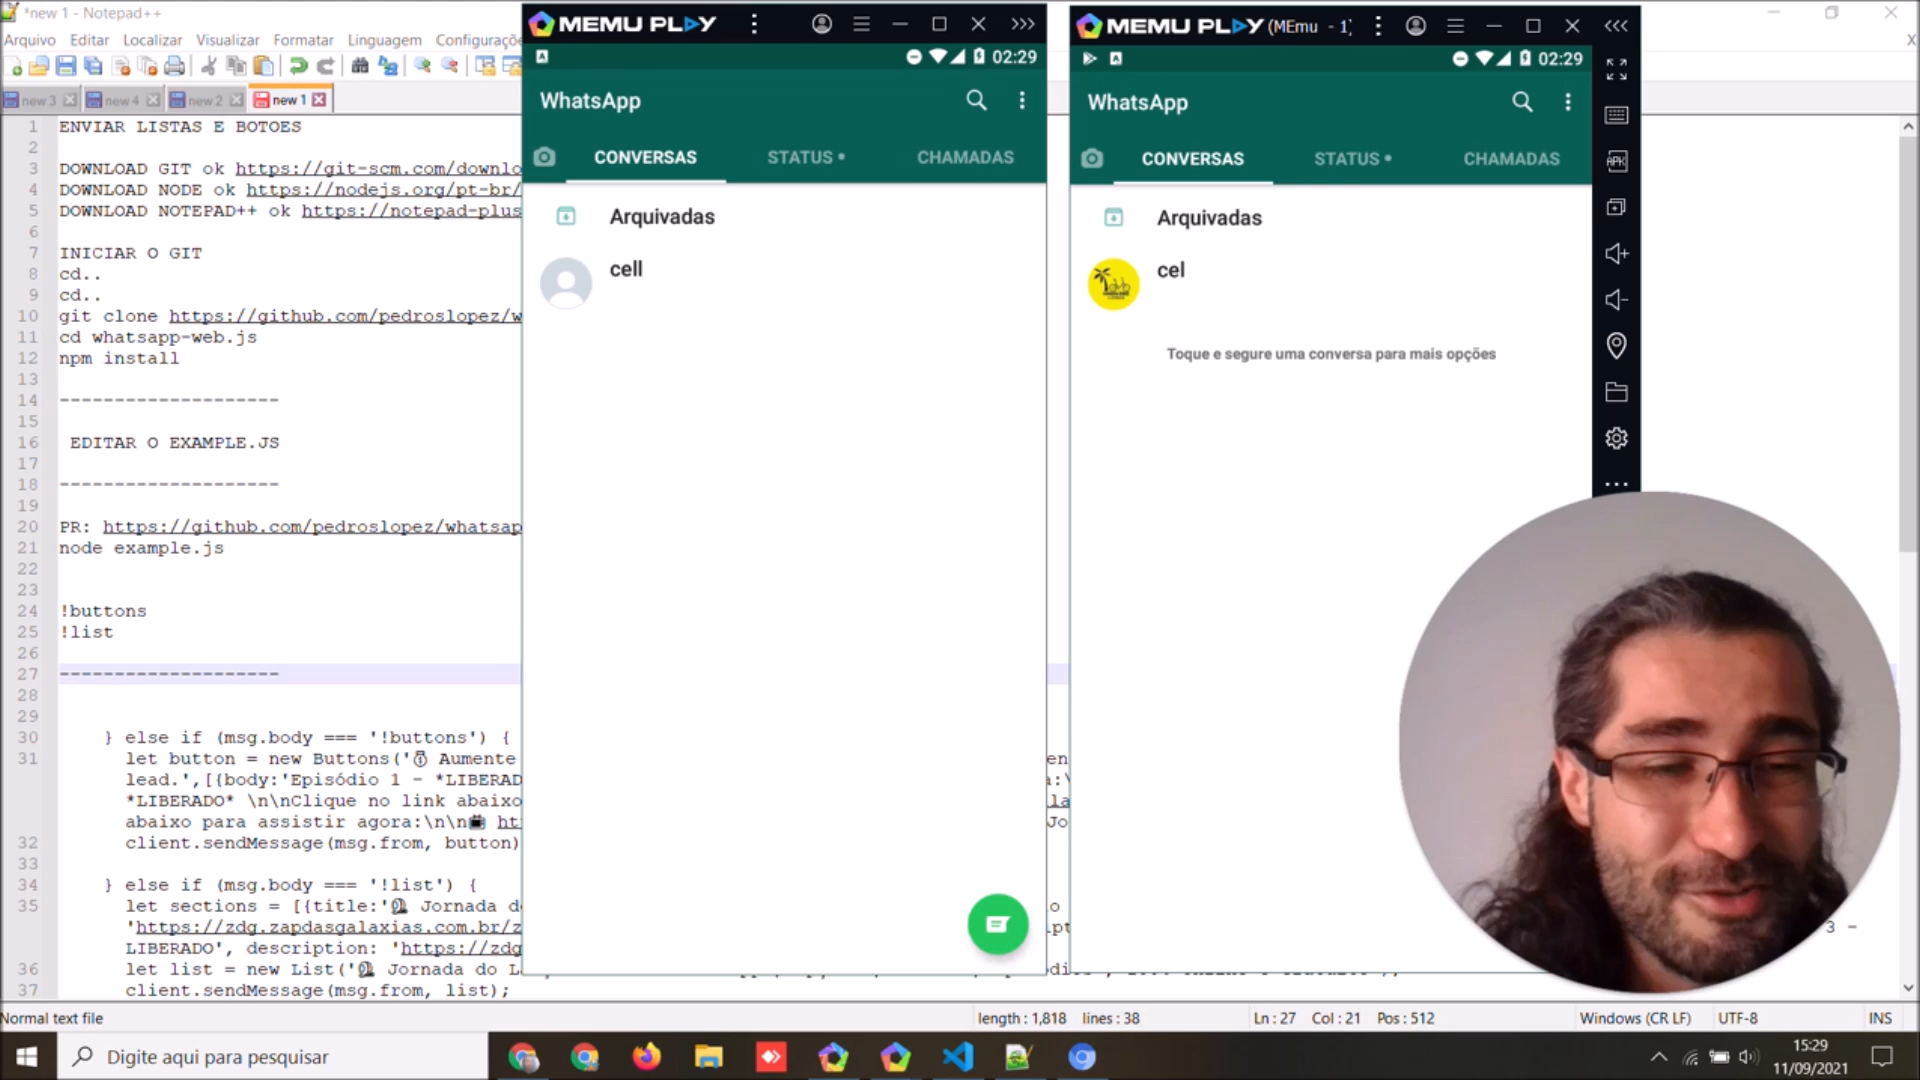 *new 1 - Notepad++
Arquivo Editar Localizar Visualizar Formatar Linguagem Configuraçõe
new 3 new 4 new 2 new 1
1 ENVIAR LISTAS E BOTOES
2
3 DOWNLOAD GIT ok https://git-scm.com/downlo
4 DOWNLOAD NODE ok https://nodejs.org/pt-br/
5 DOWNLOAD NOTEPAD++ ok https://notepad-plus
6
7 INICIAR O GIT
8 cd..
9 cd..
10 git clone https://github.com/pedroslopez/w
11 cd whatsapp-web.js
12 npm install
13
14 --------------------
15
16 EDITAR O EXAMPLE.JS
17
18 --------------------
19
20 PR: https://github.com/pedroslopez/whatsap
21 node example.js
22
23
24 !buttons
25 !list
26
27 --------------------
28
29
30 } else if (msg.body === '!buttons') {
31 let button = new Buttons('💰 Aumente
lead.',[{body:'Episódio 1 - *LIBERAD
*LIBERADO* \n\nClique no link abaixo
abaixo para assistir agora:\n\n
32 client.sendMessage(msg.from, button)
33
34 } else if (msg.body === '!list') {
35 let sections = [{title:' Jornada d
'https://zdg.zapdasgalaxias.com.br/z
LIBERADO', description: 'https://zdg
36 let list = new List(' Jornada do L
37 client.sendMessage(msg.from, list);
MEMU PLAY
02:29
WhatsApp
CONVERSAS STATUS • CHAMADAS
Arquivadas
cell
MEMU PLAY (MEmu - 1)
02:29
WhatsApp
CONVERSAS STATUS • CHAMADAS
Arquivadas
cel
Toque e segure uma conversa para mais opções
APK
Normal text file length : 1,818 lines : 38 Ln : 27 Col : 21 Pos : 512 Windows (CR LF) UTF-8 INS
Digite aqui para pesquisar
15:29
11/09/2021